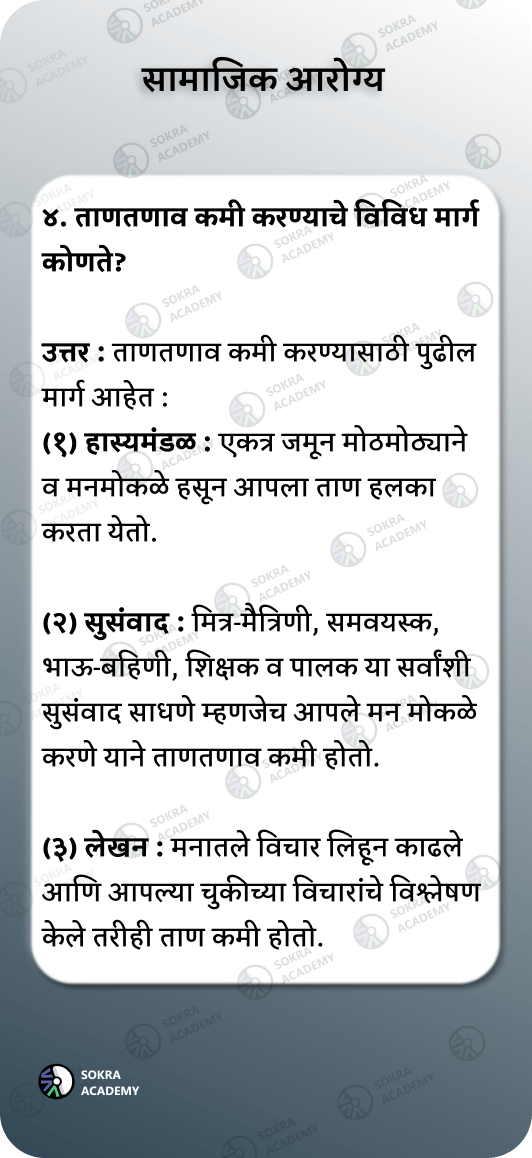 सामाजिक आरोग्य
४. ताणतणाव कमी करण्याचे विविध मार्ग
कोणते?
उत्तर : ताणतणाव कमी करण्यासाठी पुढील
मार्ग आहेत :
(१) हास्यमंडळ : एकत्र जमून मोठमोठ्याने
व मनमोकळे हसून आपला ताण हलका
करता येतो.
(२) सुसंवाद : मित्र-मैत्रिणी, समवयस्क,
भाऊ-बहिणी, शिक्षक व पालक या सर्वांशी
सुसंवाद साधणे म्हणजेच आपले मन मोकळे
करणे याने ताणतणाव कमी होतो.
(३) लेखन : मनातले विचार लिहून काढले
आणि आपल्या चुकीच्या विचारांचे विश्लेषण
केले तरीही ताण कमी होतो.
SOKRA
ACADEMY